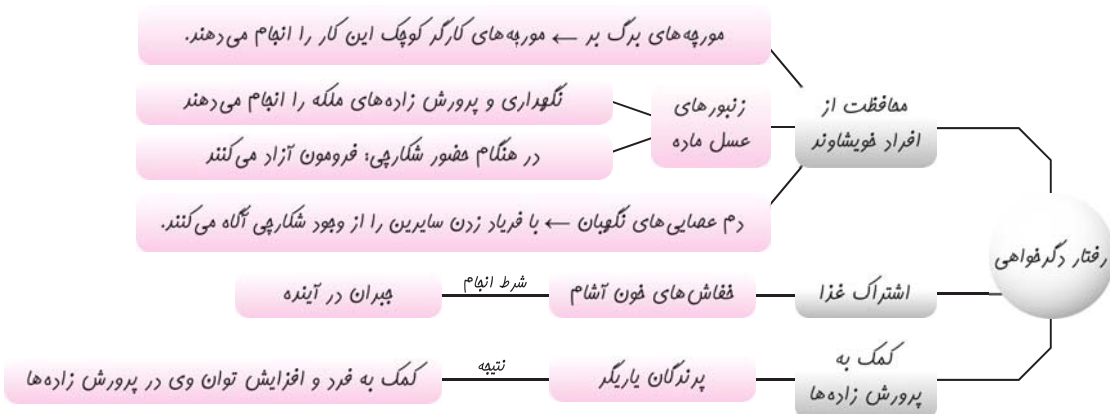 رفتار دگرخواهی
محافظت از
افراد خویشاوند
مورچه‌های برگ بر ← مورچه‌های کارگر کوچک این کار را انجام می‌دهند.
زنبورهای
عسل ماده
نگهداری و پرورش زاده‌های ملکه را انجام می‌دهند
در هنگام حضور شکارچی: فرومون آزاد می‌کنند
دم عصایی‌های نگهبان ← با فریاد زدن سایرین را از وجود شکارچی آگاه می‌کنند.
اشتراک غذا
خفاش‌های خون آشام
شرط انجام
جبران در آینده
کمک به
پرورش زاده‌ها
پرندگان یاریگر
نتیجه
کمک به فرد و افزایش توان وی در پرورش زاده‌ها